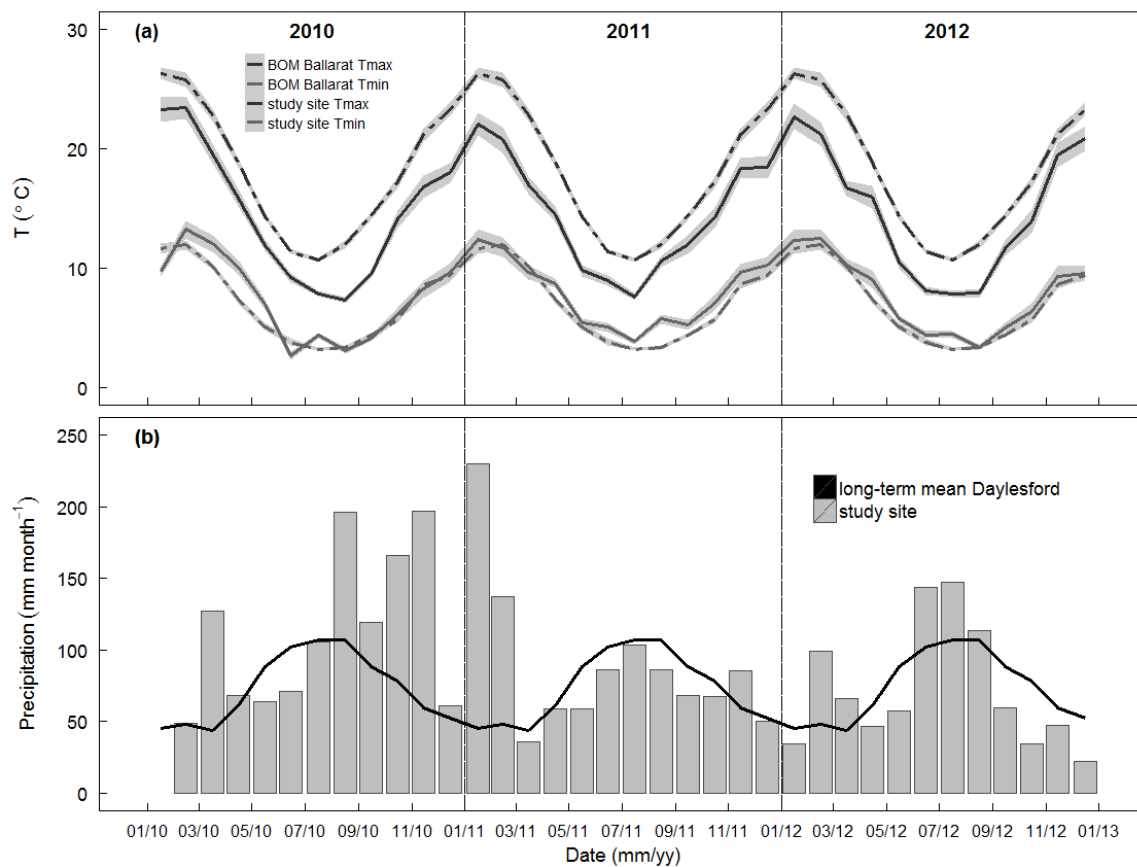 (a) 2010 2011 2012
BOM Ballarat Tmax
BOM Ballarat Tmin
study site Tmax
study site Tmin
T (° C)
30
20
10
0
(b)
long-term mean Daylesford
study site
Precipitation (mm month⁻¹)
250
200
150
100
50
0
01/10 03/10 05/10 07/10 09/10 11/10 01/11 03/11 05/11 07/11 09/11 11/11 01/12 03/12 05/12 07/12 09/12 11/12 01/13
Date (mm/yy)